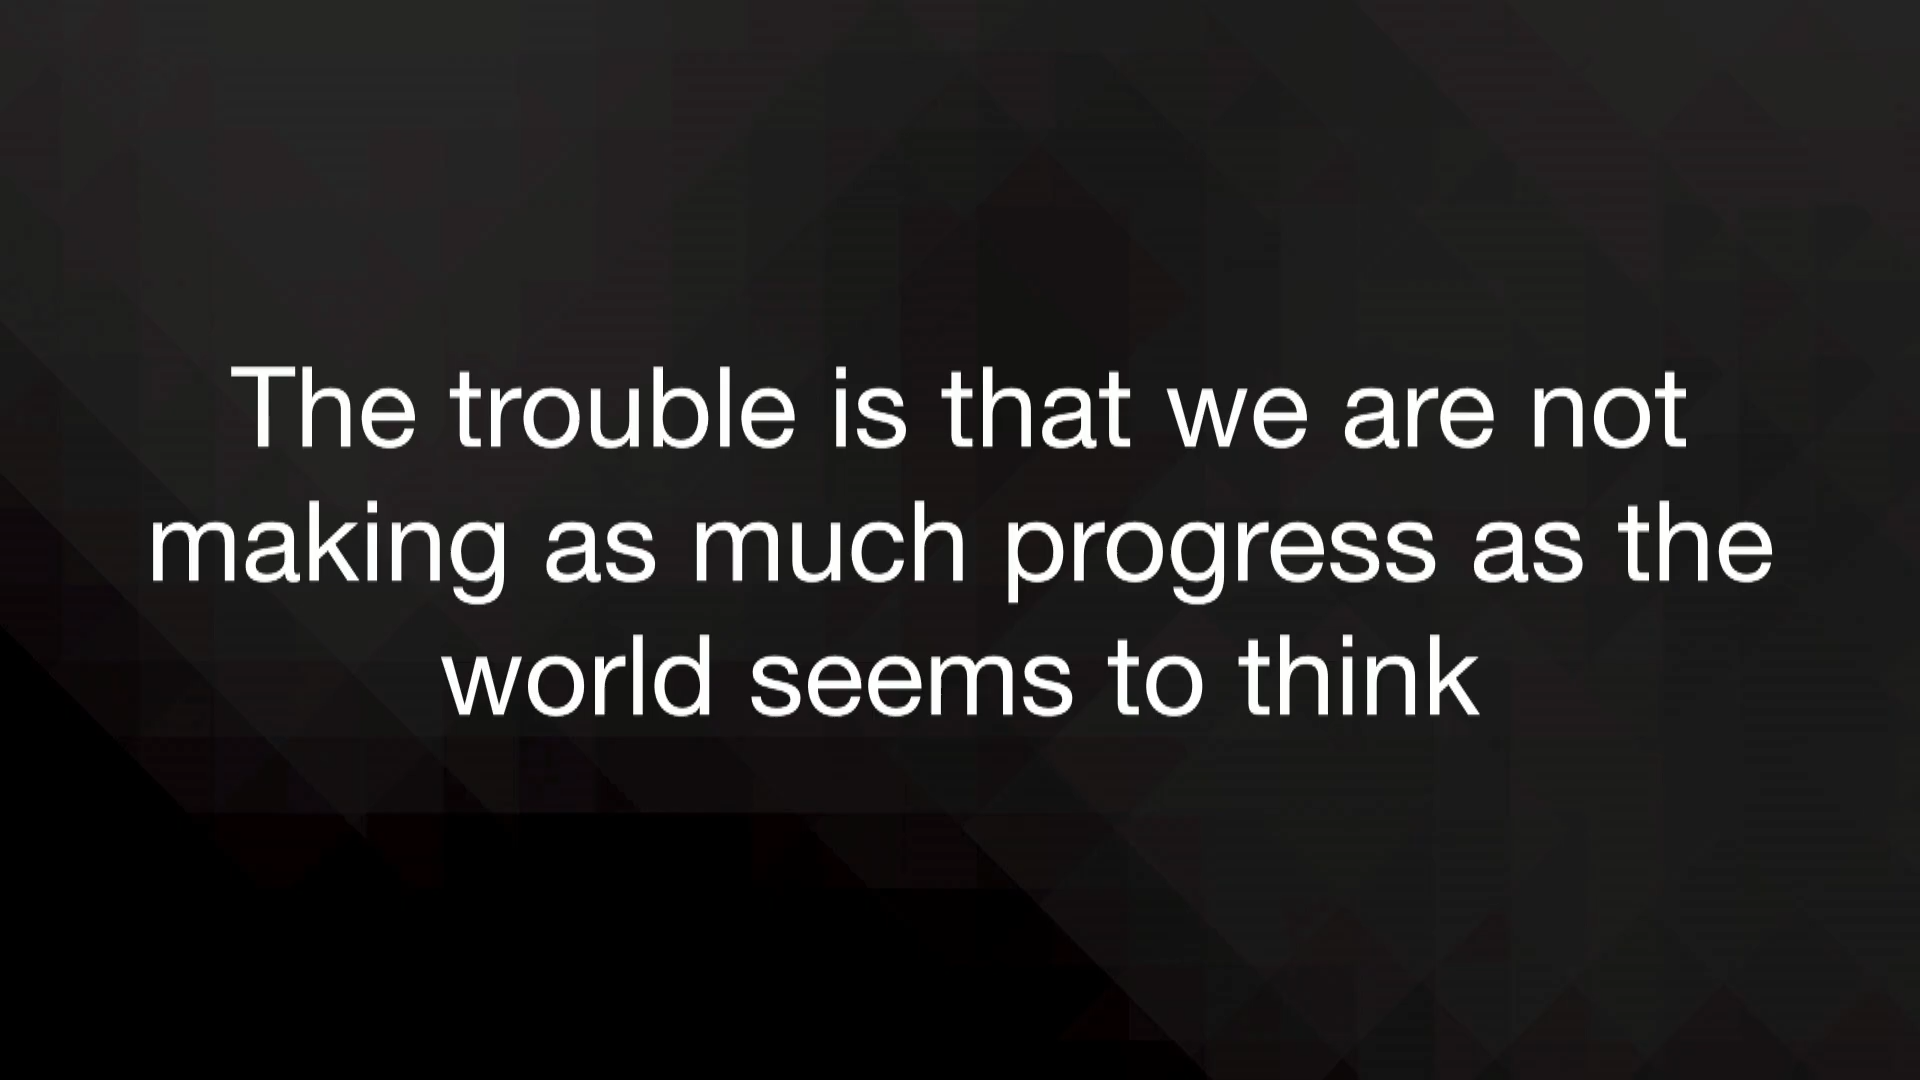 The trouble is that we are not
making as much progress as the
world seems to think